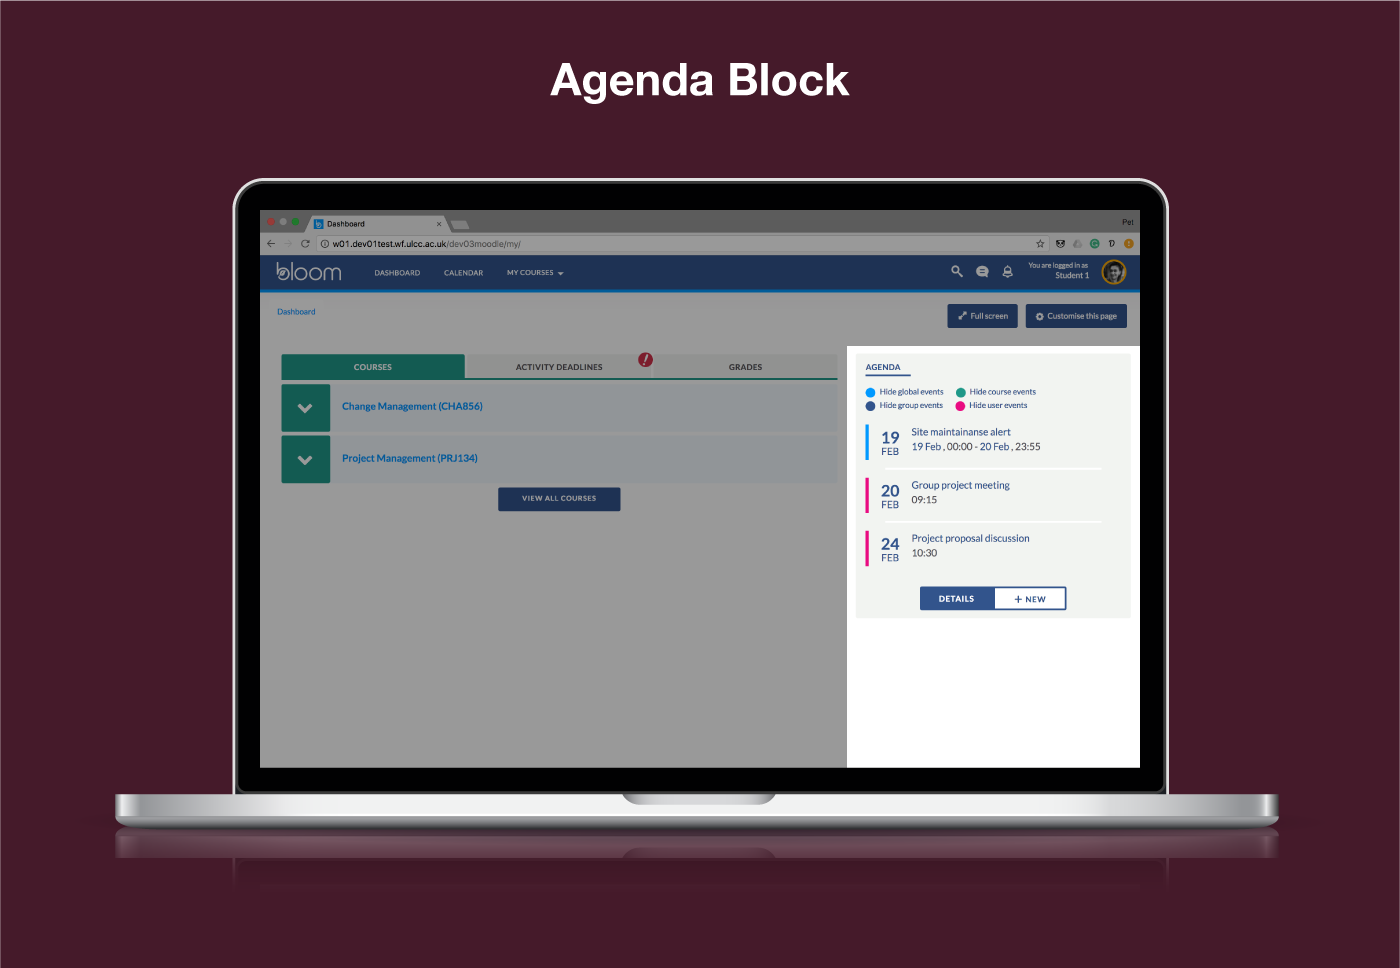 Agenda Block
Dashboard
Pet
w01.dev01test.wf.ulcc.ac.uk/dev03moodle/my/
bloom
DASHBOARD
CALENDAR
MY COURSES
You are logged in as
Student 1
Dashboard
Full screen
Customise this page
COURSES
ACTIVITY DEADLINES
!
GRADES
Change Management (CHA856)
Project Management (PRJ134)
VIEW ALL COURSES
AGENDA
Hide global events
Hide course events
Hide group events
Hide user events
19
FEB
Site maintainanse alert
19 Feb , 00:00 - 20 Feb , 23:55
20
FEB
Group project meeting
09:15
24
FEB
Project proposal discussion
10:30
DETAILS
+ NEW